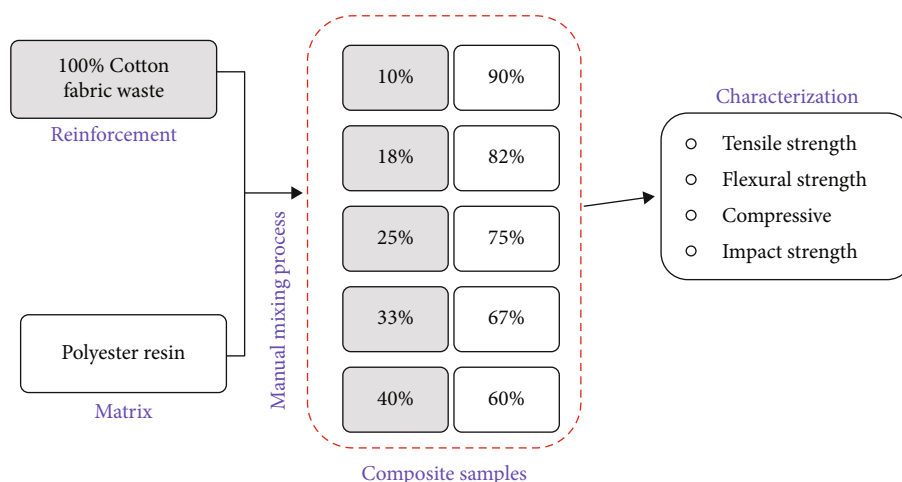 100% Cotton
fabric waste
Reinforcement
Polyester resin
Matrix
Manual mixing process
10% 90%
18% 82%
25% 75%
33% 67%
40% 60%
Composite samples
Characterization
Tensile strength
Flexural strength
Compressive
Impact strength